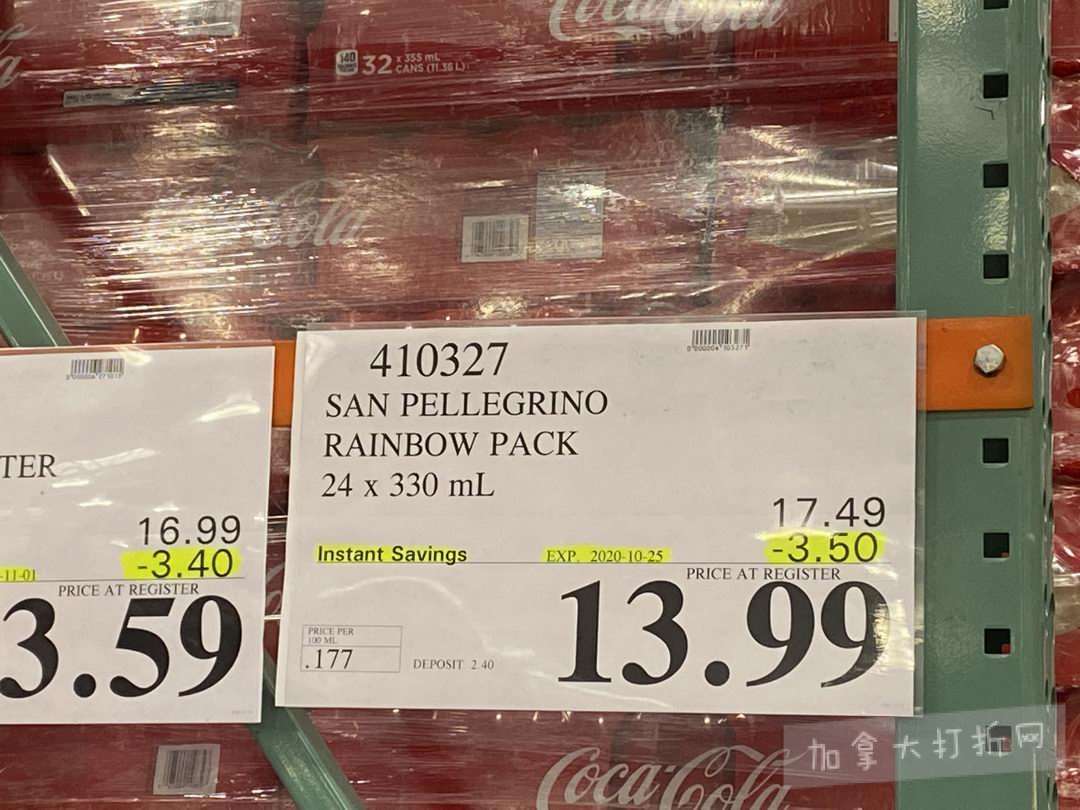 Coca-Cola
140
32 x 355 mL
CANS (11.36 L)
Cola
TER
16.99
-3.40
-11-01
PRICE AT REGISTER
3.59
410327
SAN PELLEGRINO
RAINBOW PACK
24 x 330 mL
17.49
Instant Savings
EXP. 2020-10-25
-3.50
PRICE AT REGISTER
13.99
PRICE PER
100 ML
.177
DEPOSIT 2.40
Coca-Cola
加拿大打折网